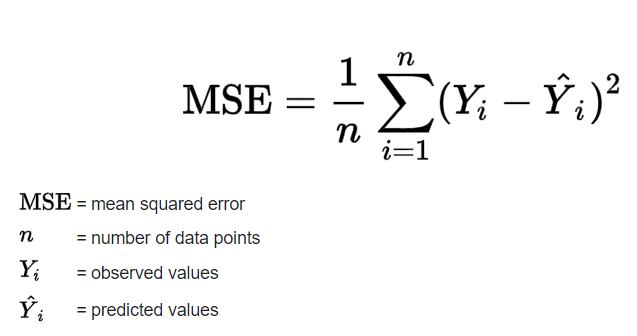 MSE = \frac{1}{n} \sum_{i=1}^{n} (Y_i - \hat{Y}_i)^2
MSE = mean squared error
n = number of data points
Y_i = observed values
\hat{Y}_i = predicted values